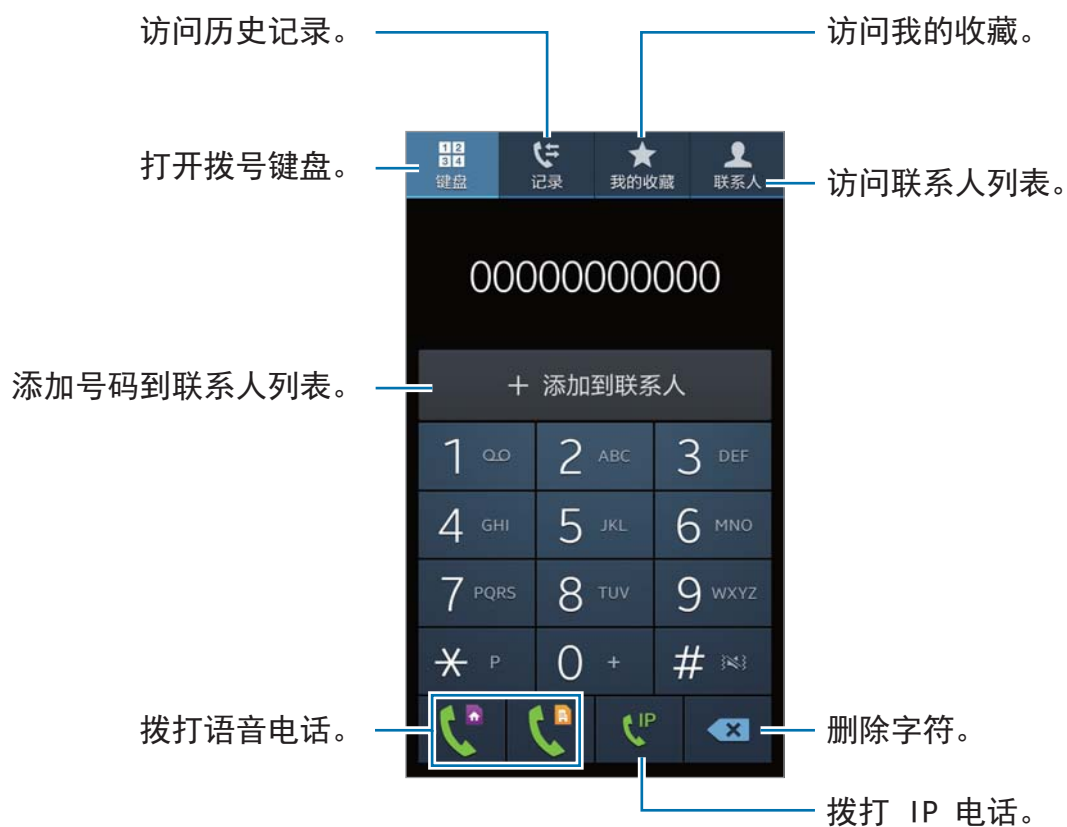 访问历史记录。
访问我的收藏。
打开拨号键盘。
1 2
3 4
键盘
记录
我的收藏
联系人
访问联系人列表。
00000000000
添加号码到联系人列表。
+ 添加到联系人
1
2 ABC
3 DEF
4 GHI
5 JKL
6 MNO
7 PQRS
8 TUV
9 WXYZ
* P
0 +
#
IP
拨打语音电话。
删除字符。
拨打 IP 电话。